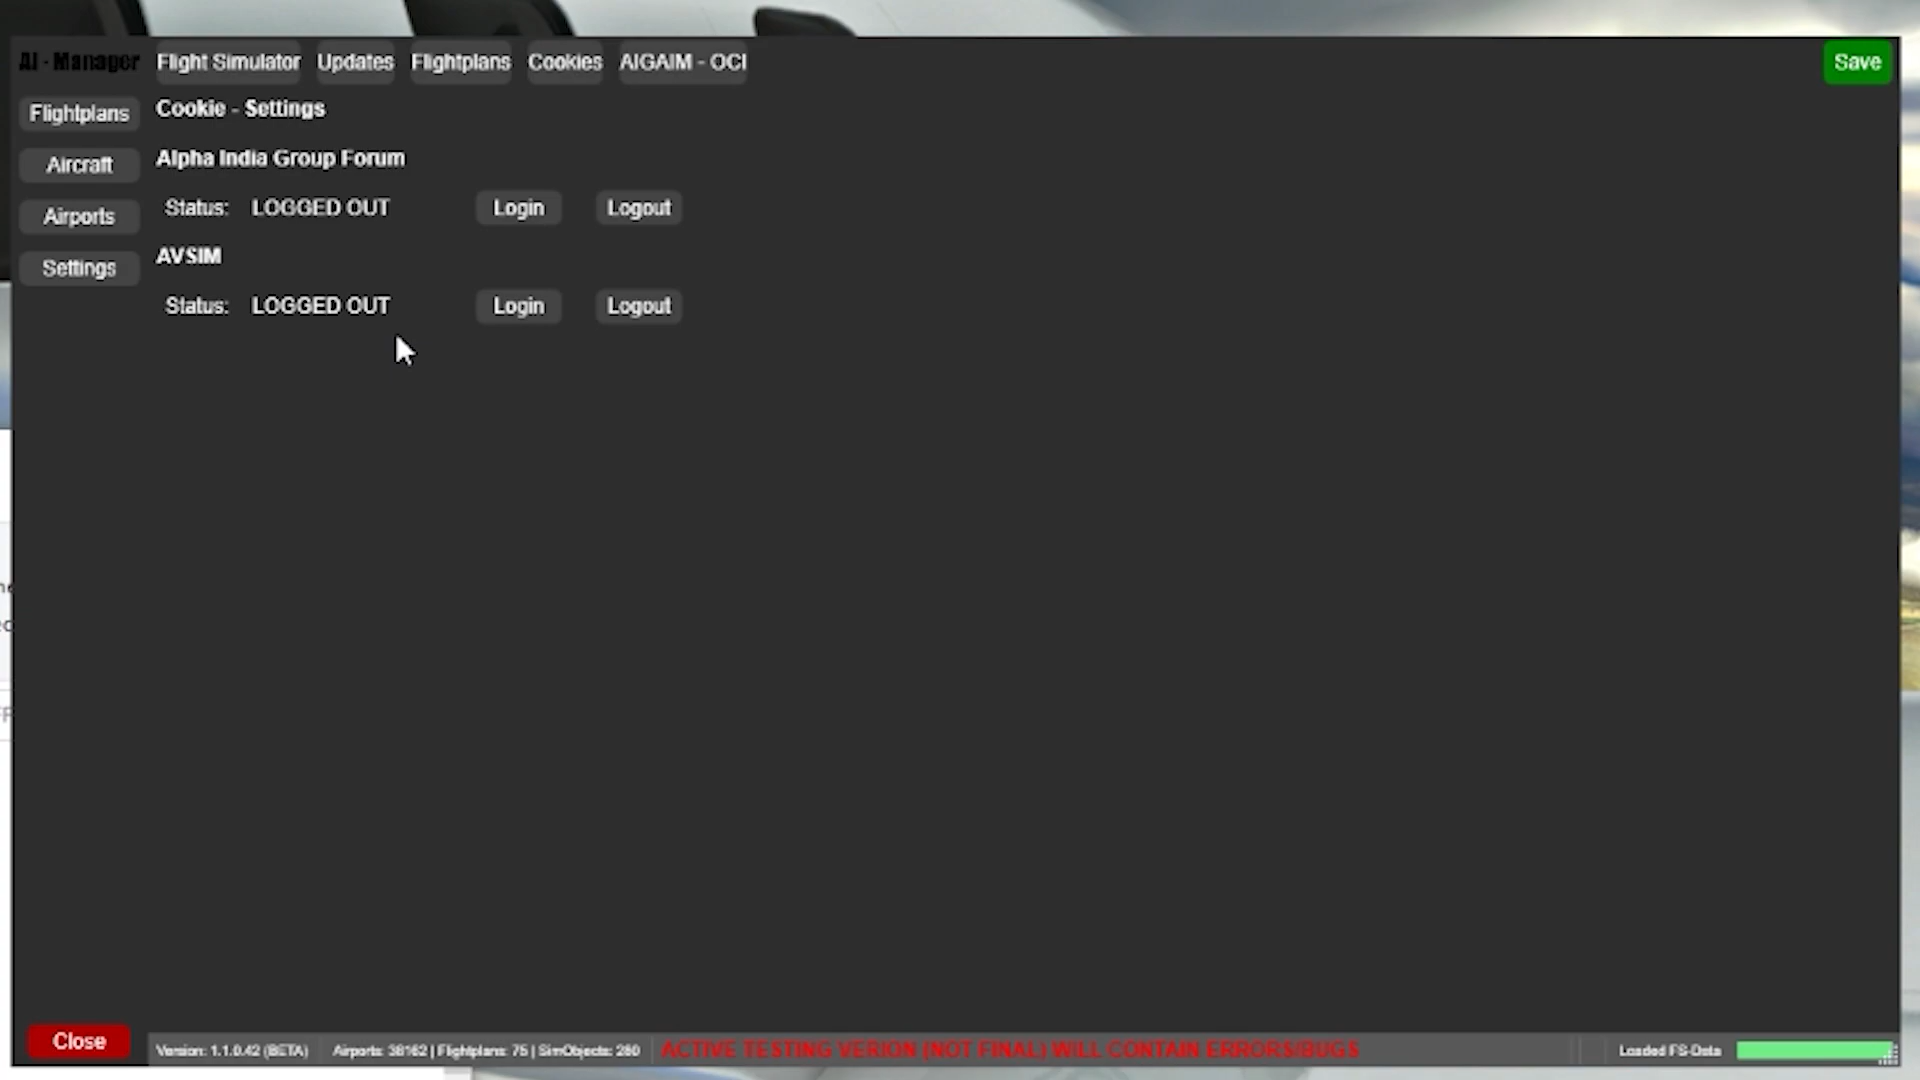 AI - Manager Flight Simulator Updates Flightplans Cookies AIGAIM - OCI Save
Flightplans
Aircraft
Airports
Settings
Cookie - Settings
Alpha India Group Forum
Status: LOGGED OUT Login Logout
AVSIM
Status: LOGGED OUT Login Logout
Close
Version: 1.1.0.42 (BETA) Airports: 38162 | Flightplans: 75 | SimObjects: 280 ACTIVE TESTING VERION (NOT FINAL) WILL CONTAIN ERRORS/BUGS Loaded FS-Data